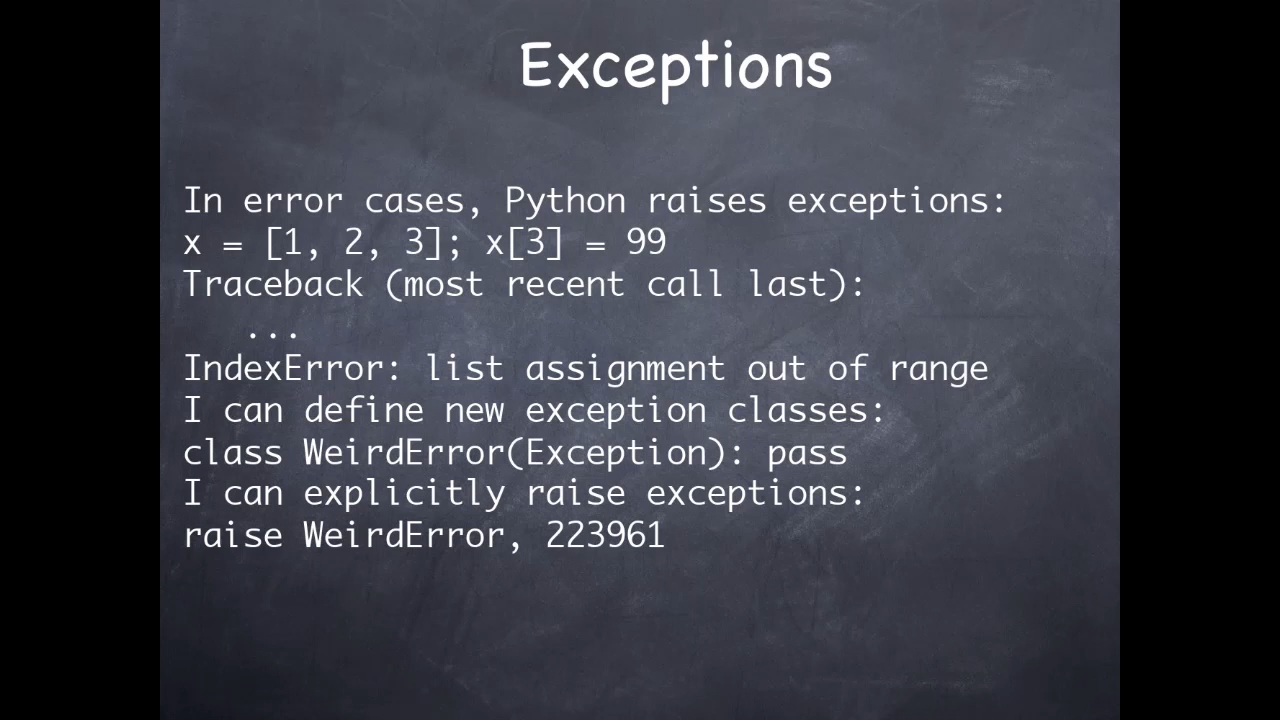 Exceptions
In error cases, Python raises exceptions:
x = [1, 2, 3]; x[3] = 99
Traceback (most recent call last):
...
IndexError: list assignment out of range
I can define new exception classes:
class WeirdError(Exception): pass
I can explicitly raise exceptions:
raise WeirdError, 223961